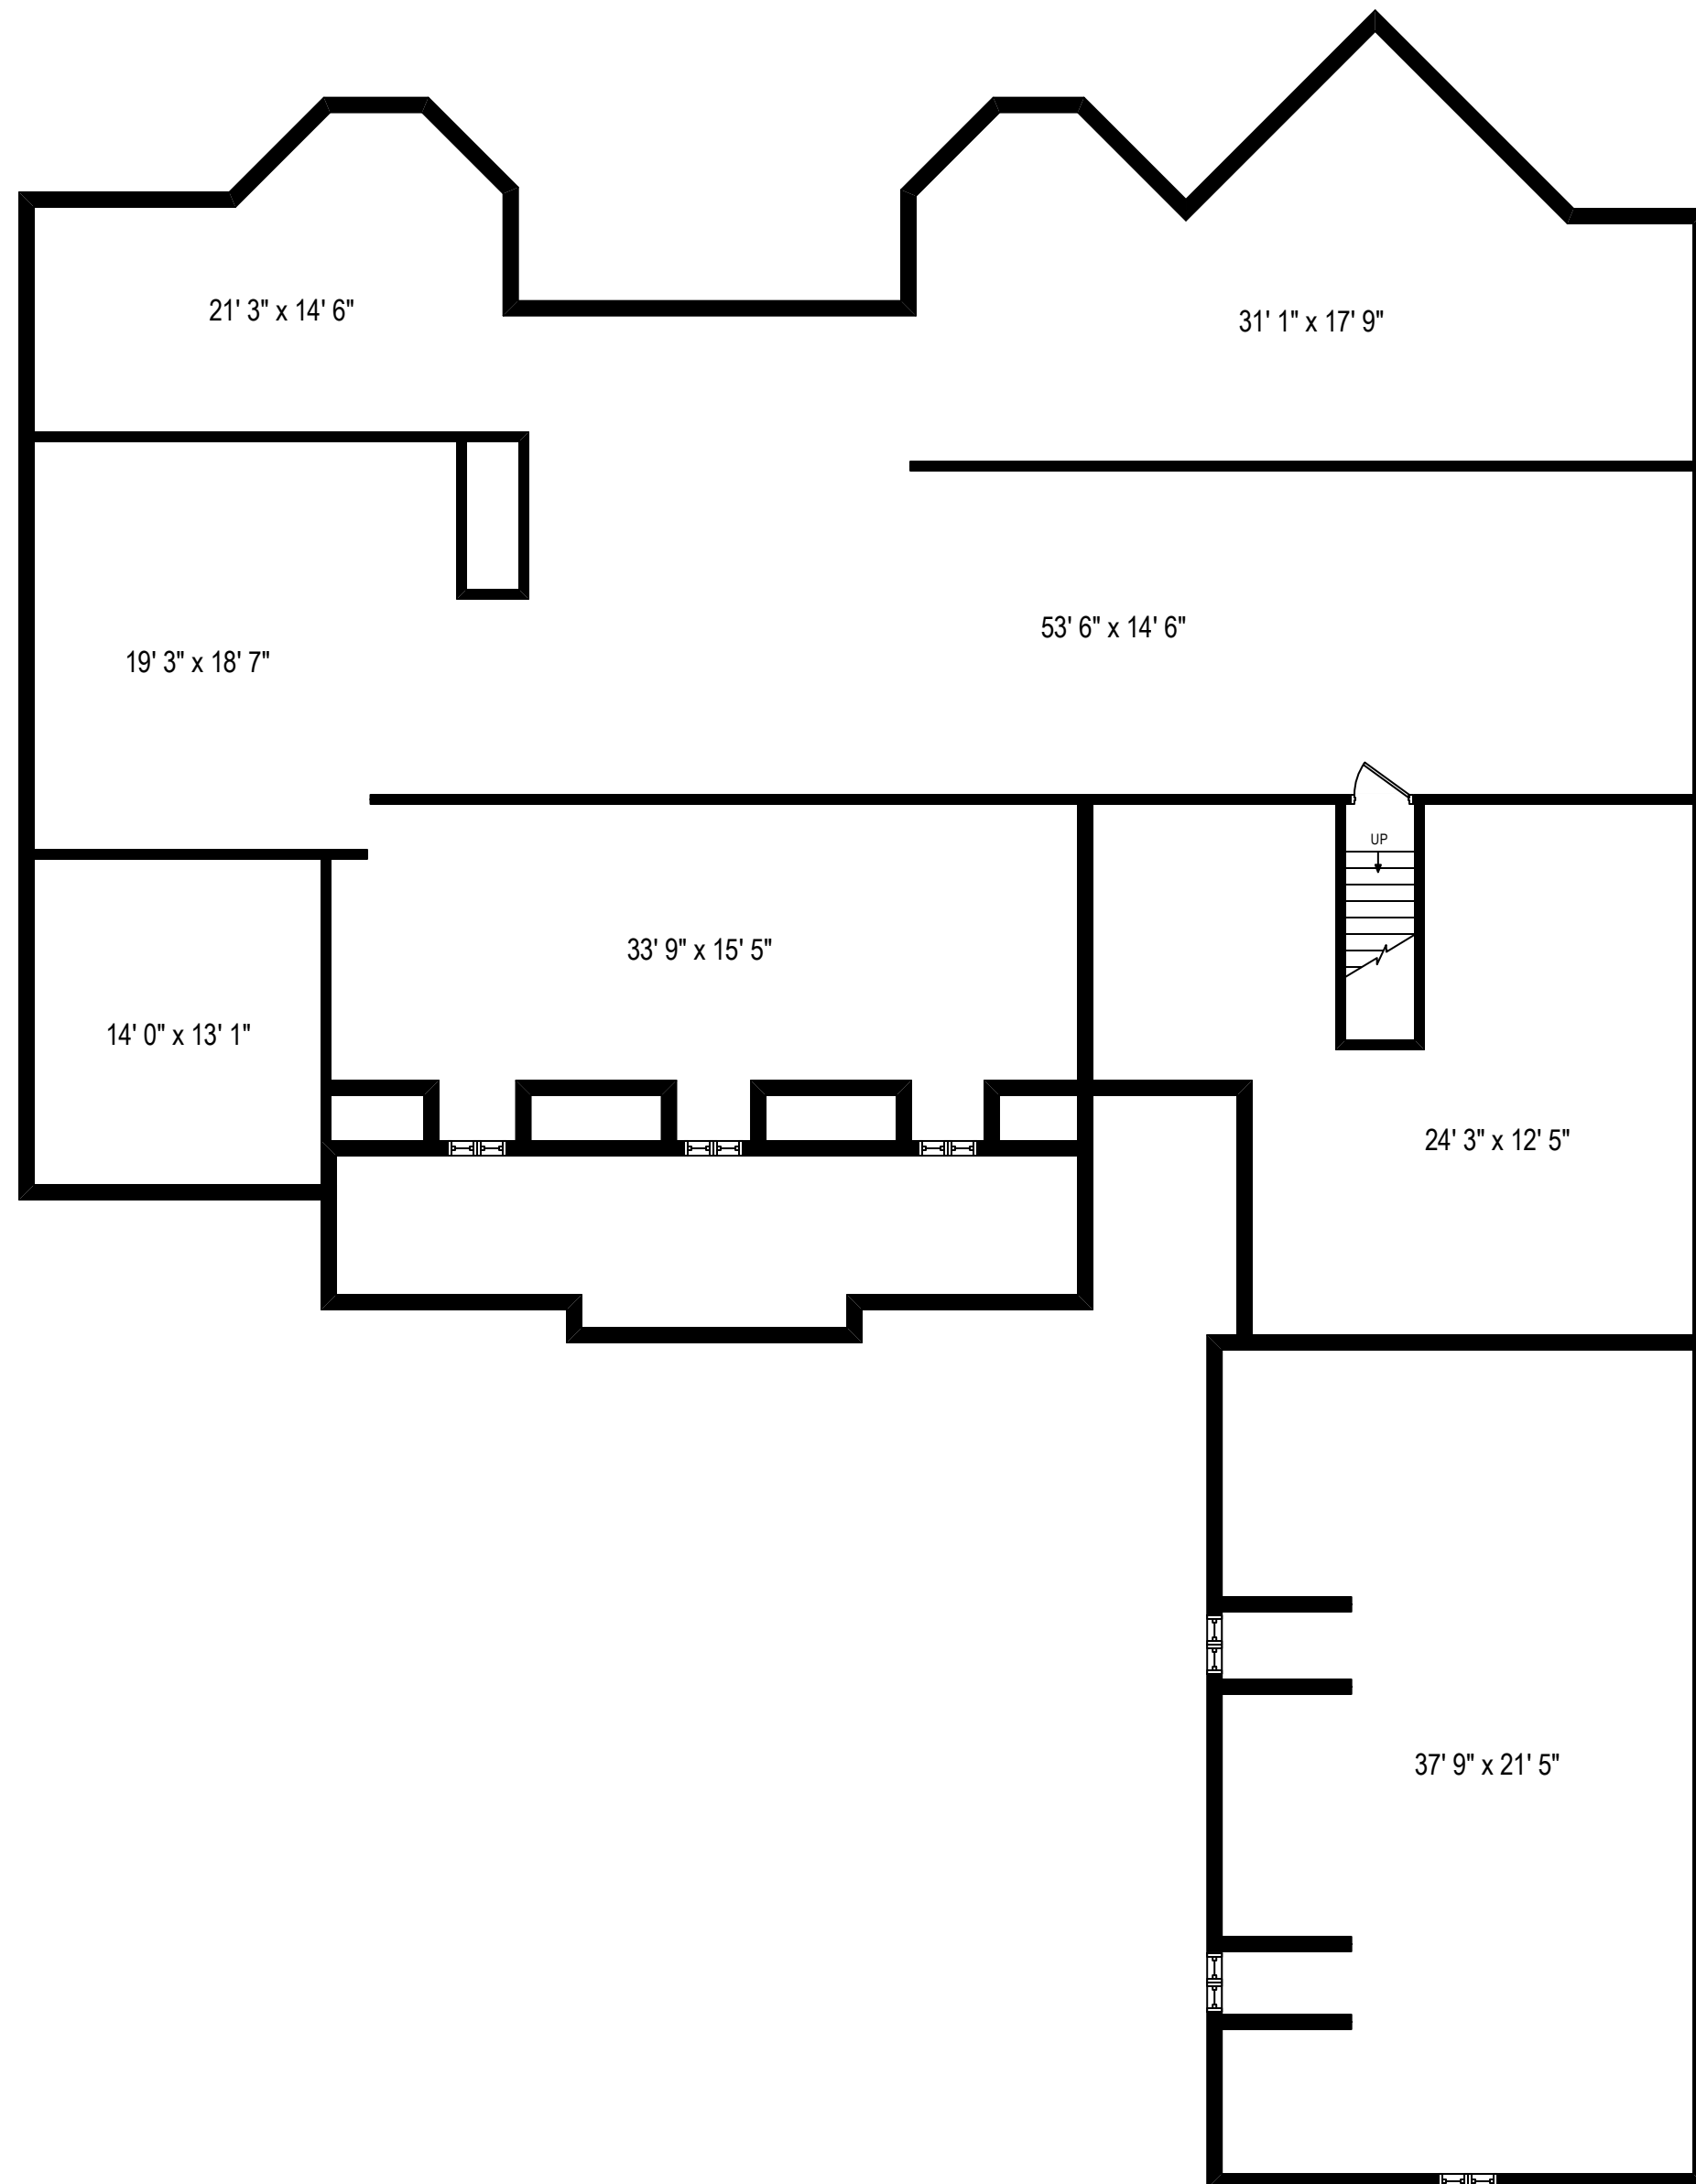 21' 3" x 14' 6"
31' 1" x 17' 9"
53' 6" x 14' 6"
19' 3" x 18' 7"
UP
33' 9" x 15' 5"
14' 0" x 13' 1"
24' 3" x 12' 5"
37' 9" x 21' 5"